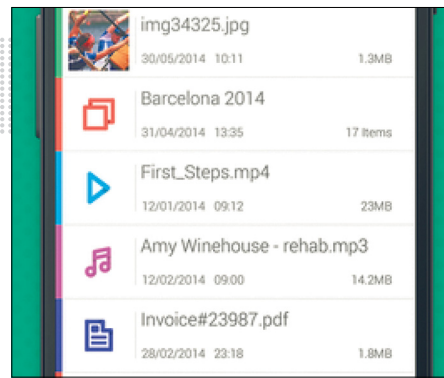 img34325.jpg
30/05/2014 10:11 1.3MB
Barcelona 2014
31/04/2014 13:35 17 Items
First_Steps.mp4
12/01/2014 09:12 23MB
Amy Winehouse - rehab.mp3
12/02/2014 09:00 14.2MB
Invoice#23987.pdf
28/02/2014 23:18 1.8MB